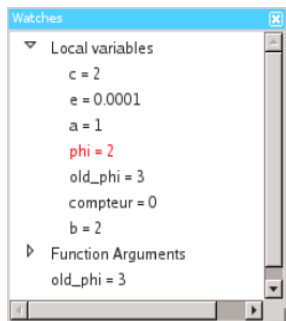 Watches
Local variables
c = 2
e = 0.0001
a = 1
phi = 2
old_phi = 3
compteur = 0
b = 2
Function Arguments
old_phi = 3